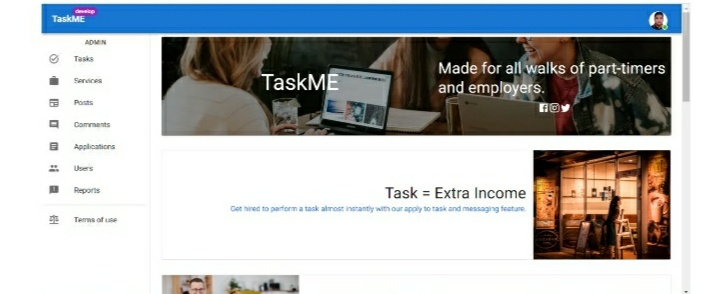 develop
TaskME
ADMIN
Tasks
Services
Posts
Comments
Applications
Users
Reports
Terms of use
TaskME
Made for all walks of part-timers
and employers.
Task = Extra Income
Get hired to perform a task almost instantly with our apply to task and messaging feature.